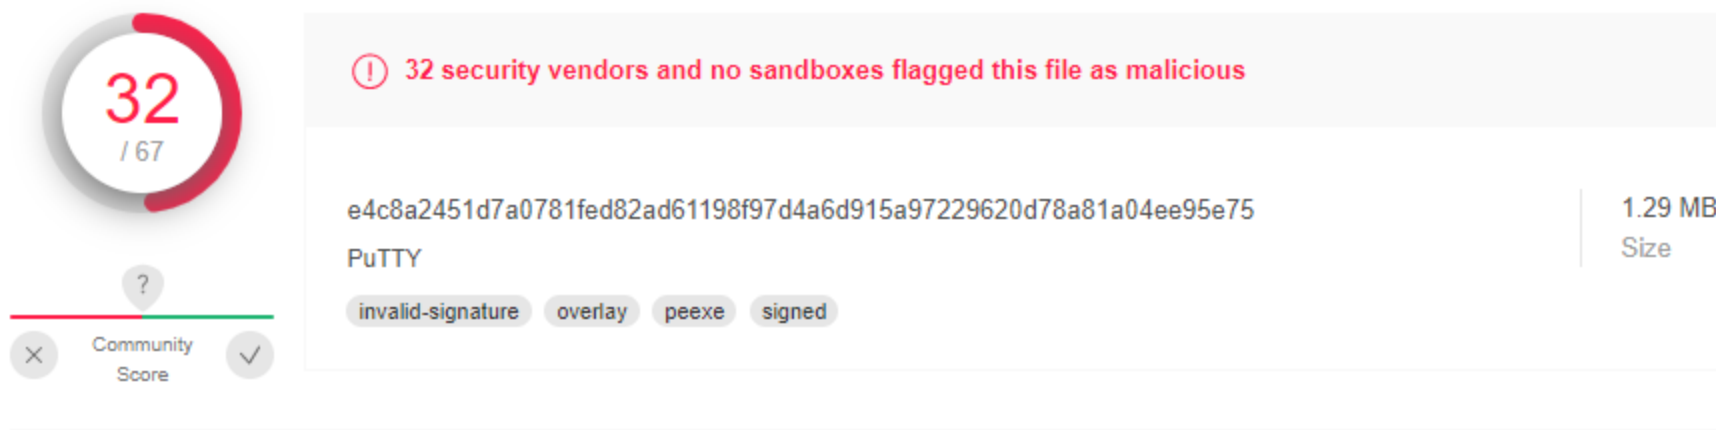 32
/ 67
?
Community
Score
32 security vendors and no sandboxes flagged this file as malicious
e4c8a2451d7a0781fed82ad61198f97d4a6d915a97229620d78a81a04ee95e75
PuTTY
invalid-signature overlay peexe signed
1.29 MB
Size